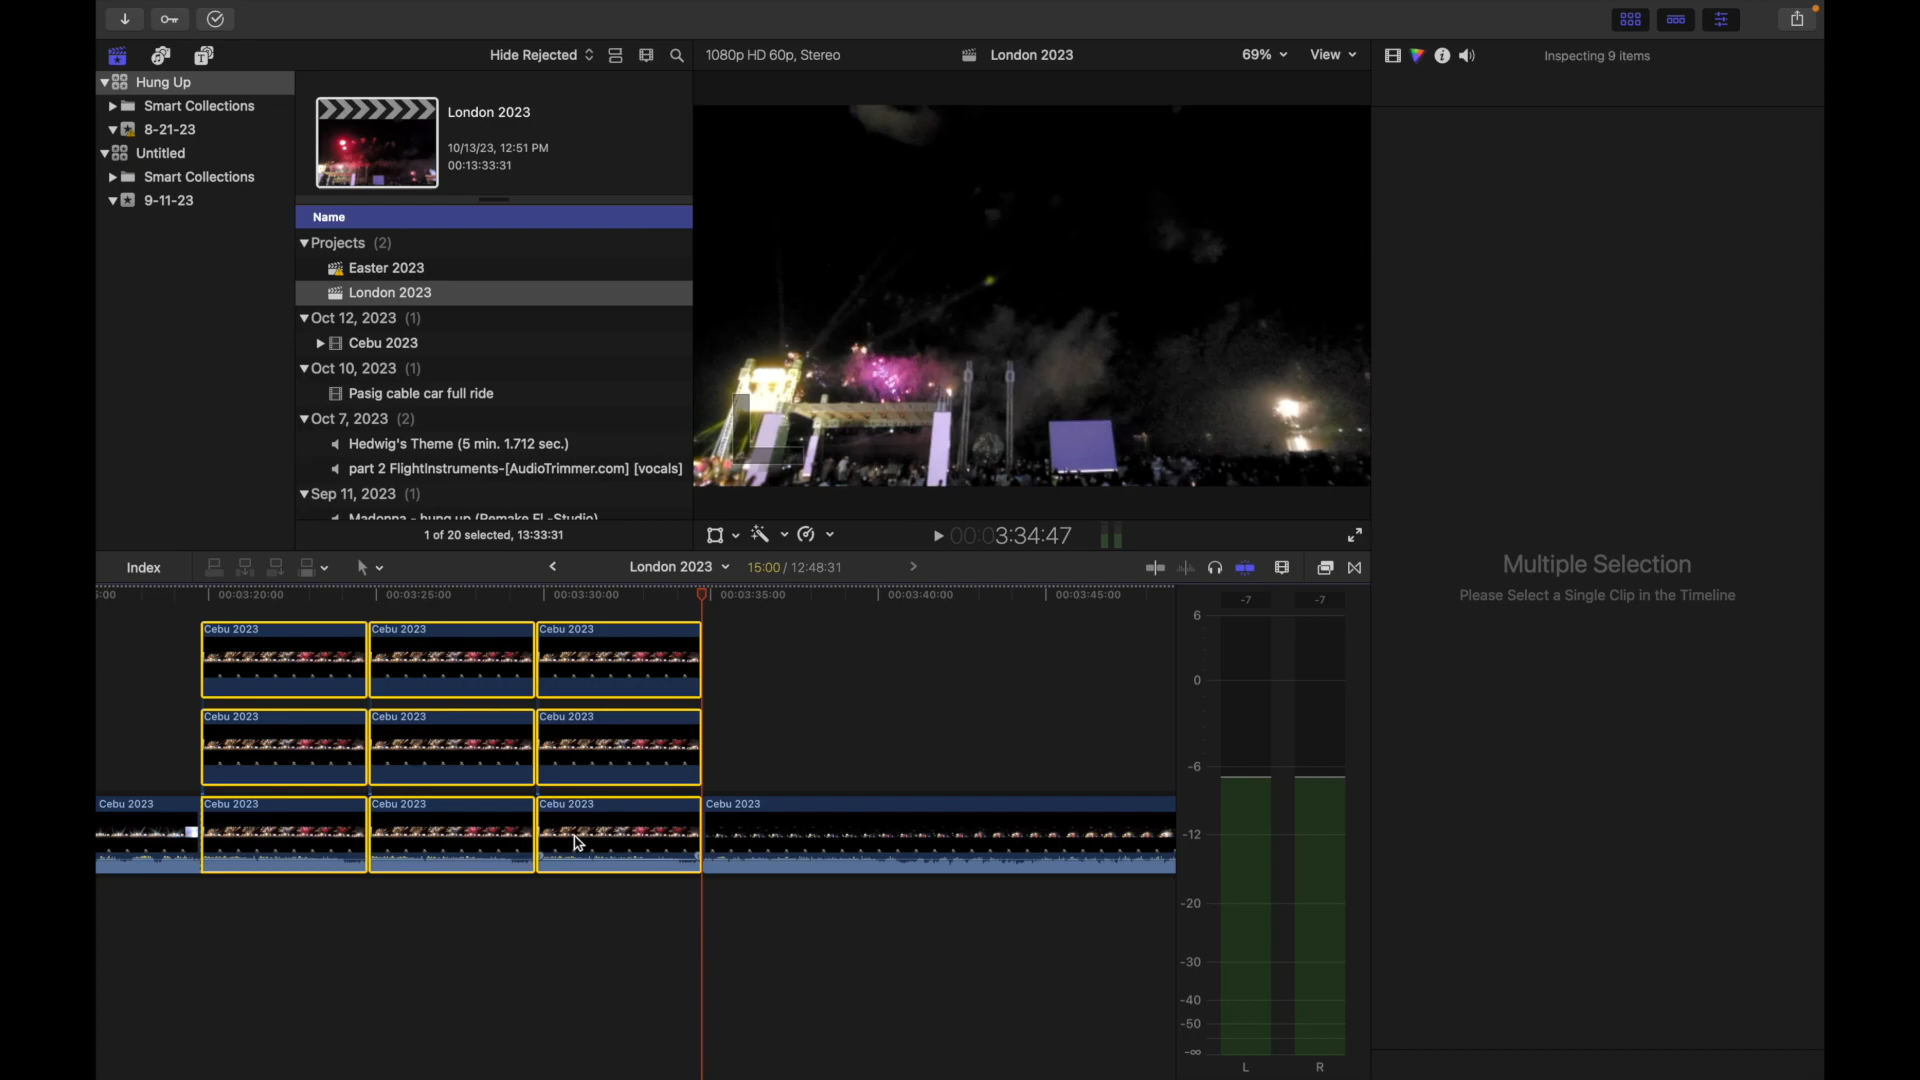 Hide Rejected
1080p HD 60p, Stereo
London 2023
69%
View
Inspecting 9 items
Hung Up
Smart Collections
8-21-23
Untitled
Smart Collections
9-11-23
London 2023
10/13/23, 12:51 PM
00:13:33:31
Name
Projects (2)
Easter 2023
London 2023
Oct 12, 2023 (1)
Cebu 2023
Oct 10, 2023 (1)
Pasig cable car full ride
Oct 7, 2023 (2)
Hedwig's Theme (5 min. 1.712 sec.)
part 2 FlightInstruments-[AudioTrimmer.com] [vocals]
Sep 11, 2023 (1)
Madonna - hung up (Remake FL-Studio)
1 of 20 selected, 13:33:31
00:03:34:47
Multiple Selection
Please Select a Single Clip in the Timeline
Index
London 2023
15:00 / 12:48:31
5:00
00:03:20:00
00:03:25:00
00:03:30:00
00:03:35:00
00:03:40:00
00:03:45:00
Cebu 2023
Cebu 2023
Cebu 2023
Cebu 2023
Cebu 2023
Cebu 2023
Cebu 2023
Cebu 2023
Cebu 2023
Cebu 2023
Cebu 2023
-7
-7
6
0
-6
-12
-20
-30
-40
-50
-∞
L
R